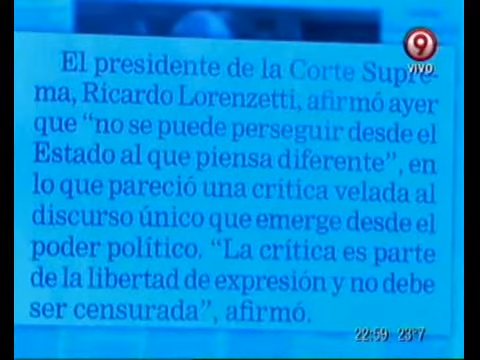 9
VIVO
El presidente de la Corte Supre-
ma, Ricardo Lorenzetti, afirmó ayer
que “no se puede perseguir desde el
Estado al que piensa diferente”, en
lo que pareció una crítica velada al
discurso único que emerge desde el
poder político. “La crítica es parte
de la libertad de expresión y no debe
ser censurada”, afirmó.
22:59 23°7